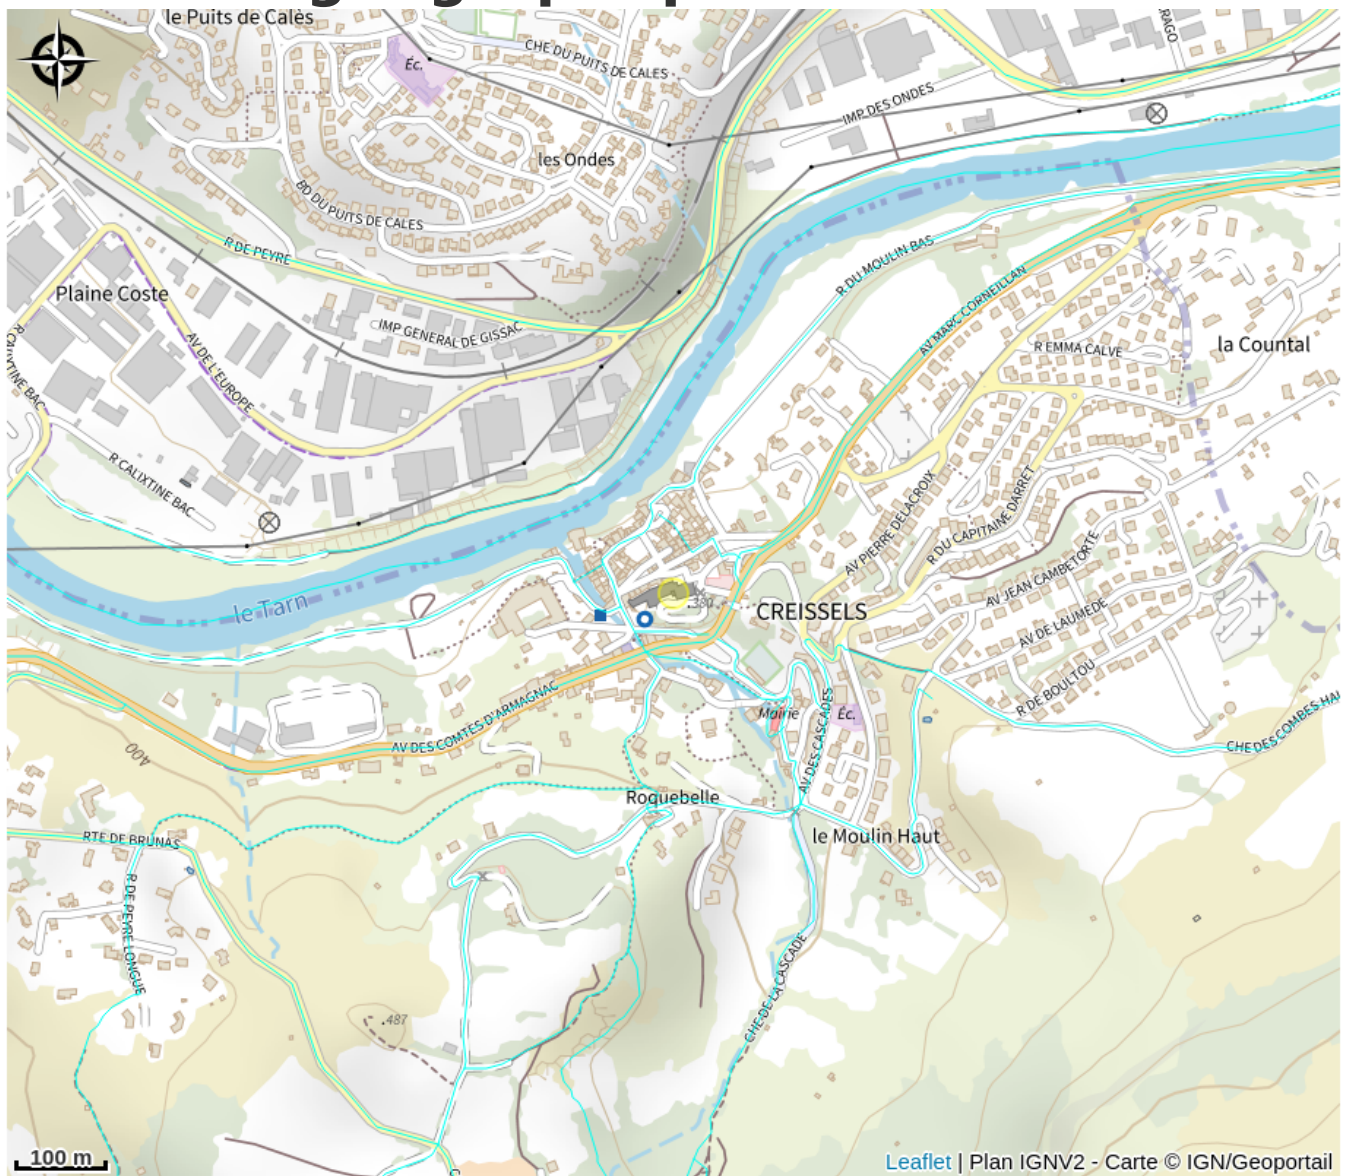 le Puits de Calès
Éc.
CHE DU PUITS DE CALES
IMP DES ONDES
les Ondes
BD DU PUITS DE CALES
R DE PEYRE
R DU MOULIN BAS
Plaine Coste
AV MARC CORNEILLAN
IMP GENERAL DE GISSAC
R EMMA CALVE
la Countal
AV DE L'EUROPE
R CALIXTINE BAC
R CALIXTINE BAC
AV PIERRE DELACROIX
R DU CAPITAINE DARRET
AV JEAN CAMBETORTE
le Tarn
.380
CREISSELS
AV DE LAUMEDE
R DE BOULTOU
AV DES COMTES D'ARMAGNAC
Mairie
Éc.
AV DES CASCADES
CHE DES COMBES HAU
400
Roquebelle
le Moulin Haut
RTE DE BRUNAS
R DE PEYRE LONGUE
CHE DE LA CASCADE
.487
100 m
Leaflet | Plan IGNV2 - Carte © IGN/Geoportail